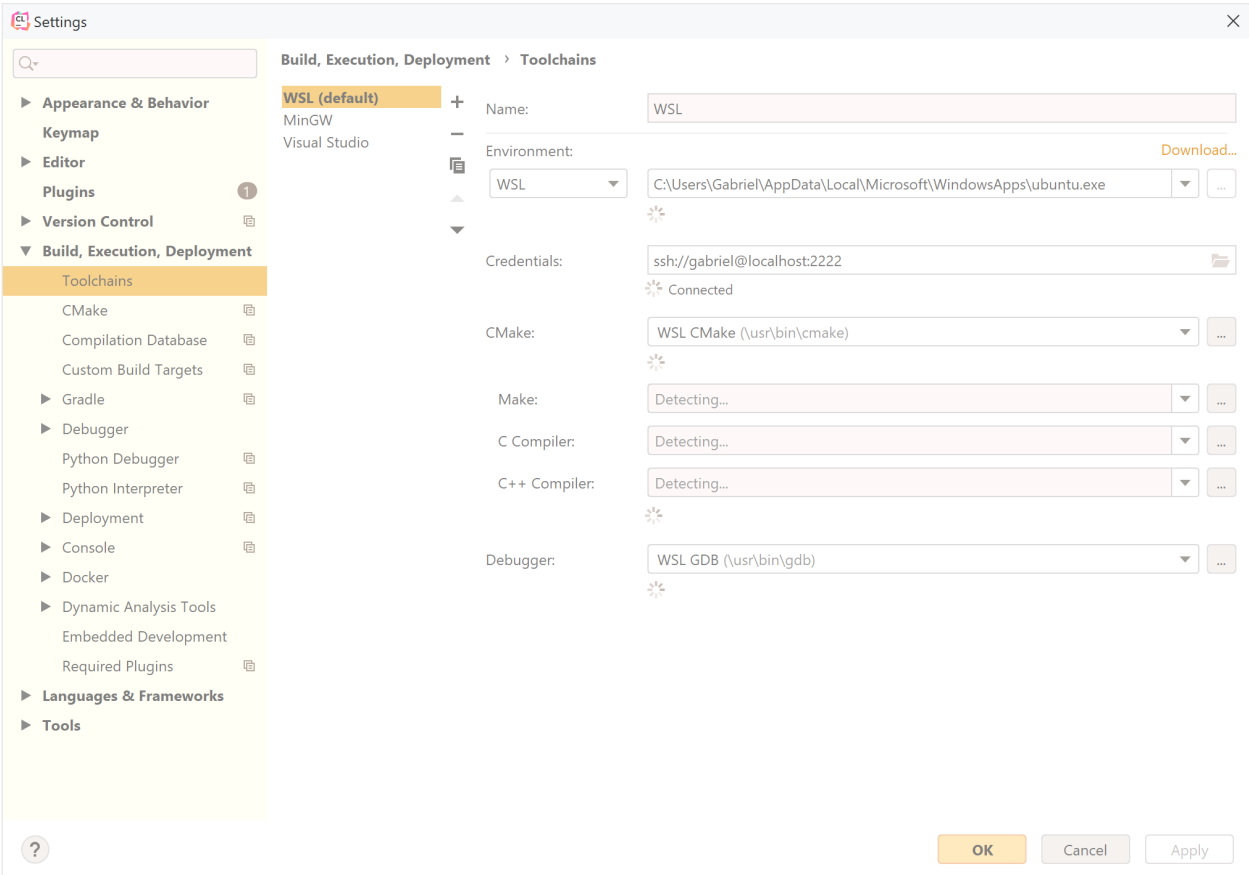 Settings
Appearance & Behavior
Keymap
Editor
Plugins 1
Version Control
Build, Execution, Deployment
Toolchains
CMake
Compilation Database
Custom Build Targets
Gradle
Debugger
Python Debugger
Python Interpreter
Deployment
Console
Docker
Dynamic Analysis Tools
Embedded Development
Required Plugins
Languages & Frameworks
Tools
Build, Execution, Deployment › Toolchains
WSL (default)
MinGW
Visual Studio
Name: WSL
Environment: Download...
WSL C:\Users\Gabriel\AppData\Local\Microsoft\WindowsApps\ubuntu.exe ...
Credentials: ssh://gabriel@localhost:2222
Connected
CMake: WSL CMake (\usr\bin\cmake) ...
Make: Detecting... ...
C Compiler: Detecting... ...
C++ Compiler: Detecting... ...
Debugger: WSL GDB (\usr\bin\gdb) ...
? OK Cancel Apply